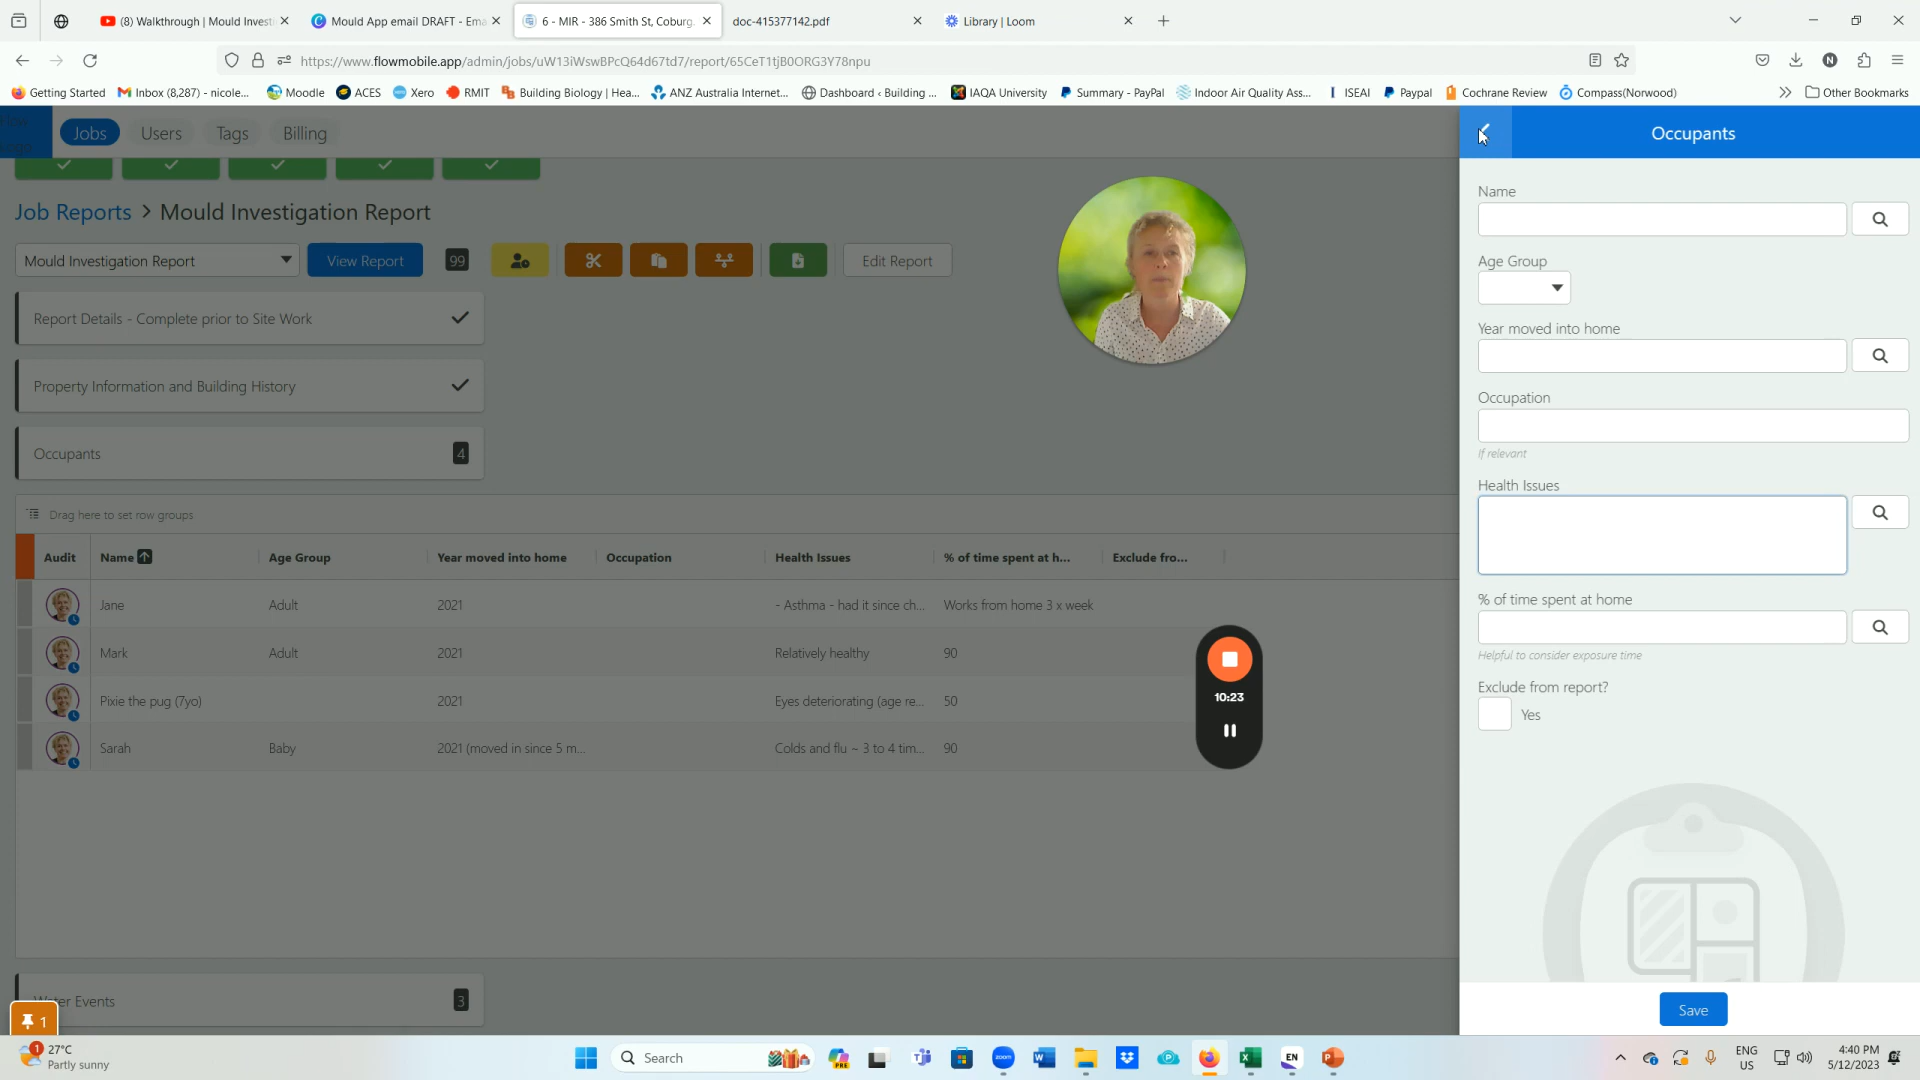 (8) Walkthrough | Mould Investi
Mould App email DRAFT - Ema
6 - MIR - 386 Smith St, Coburg,
doc-415377142.pdf
Library | Loom
https://www.flowmobile.app/admin/jobs/uW13iWswBPcQ64d67td7/report/65CeT1tjB0ORG3Y78npu
N
Getting Started
Inbox (8,287) - nicole...
Moodle
ACES
Xero
RMIT
Building Biology | Hea...
ANZ Australia Internet...
Dashboard ‹ Building ...
IAQA University
Summary - PayPal
Indoor Air Quality Ass...
ISEAI
Paypal
Cochrane Review
Compass(Norwood)
Other Bookmarks
Jobs
Users
Tags
Billing
Occupants
Job Reports > Mould Investigation Report
Mould Investigation Report
View Report
99
Edit Report
Report Details - Complete prior to Site Work
Property Information and Building History
Occupants
4
Drag here to set row groups
Audit Name Age Group Year moved into home Occupation Health Issues % of time spent at h... Exclude fro...
Jane Adult 2021 - Asthma - had it since ch... Works from home 3 x week
Mark Adult 2021 Relatively healthy 90
Pixie the pug (7yo) 2021 Eyes deteriorating (age re... 50
Sarah Baby 2021 (moved in since 5 m... Colds and flu ~ 3 to 4 tim... 90
10:23
Water Events
3
1
Name
Age Group
Year moved into home
Occupation
If relevant
Health Issues
% of time spent at home
Helpful to consider exposure time
Exclude from report?
Yes
Save
1
27°C
Partly sunny
Search
PRE
zoom
EN
ENG
US
4:40 PM
5/12/2023